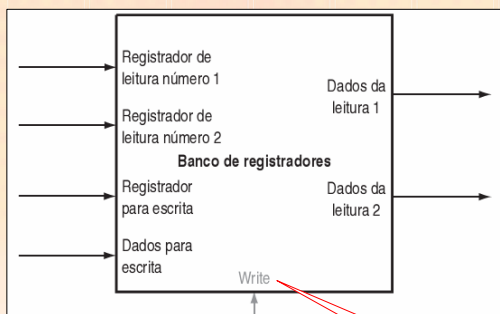 Registrador de
leitura número 1
Dados da
leitura 1
Registrador de
leitura número 2
Banco de registradores
Registrador
para escrita
Dados da
leitura 2
Dados para
escrita
Write